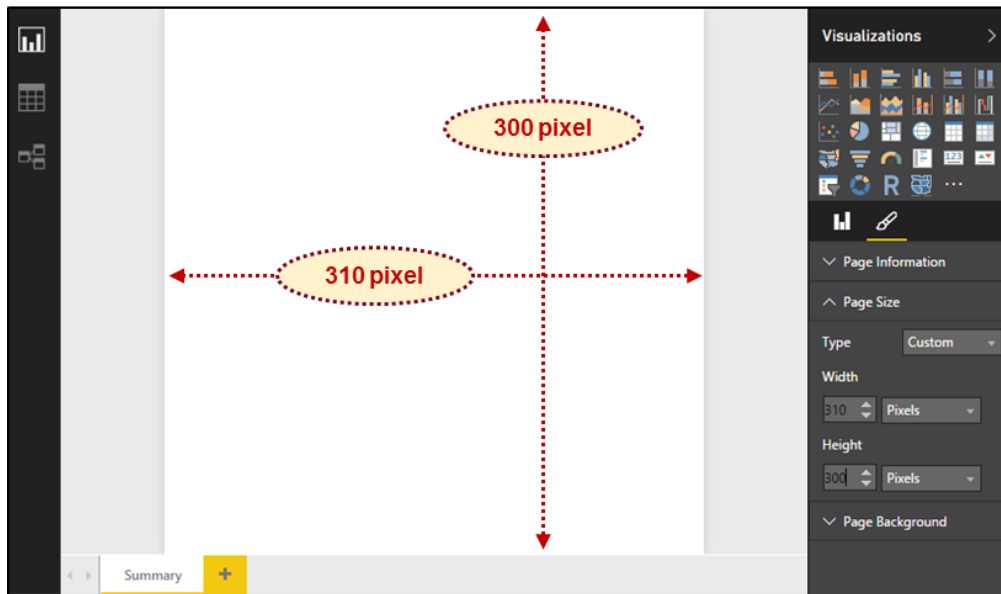 Visualizations
300 pixel
310 pixel
123
R
Page Information
Page Size
Type Custom
Width
310 Pixels
Height
300 Pixels
Page Background
Summary